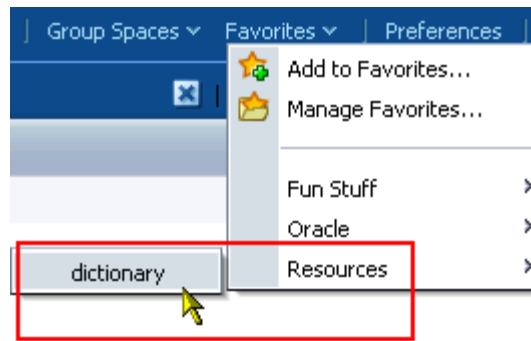 Group Spaces Favorites Preferences
Add to Favorites...
Manage Favorites...
Fun Stuff
Oracle
dictionary Resources